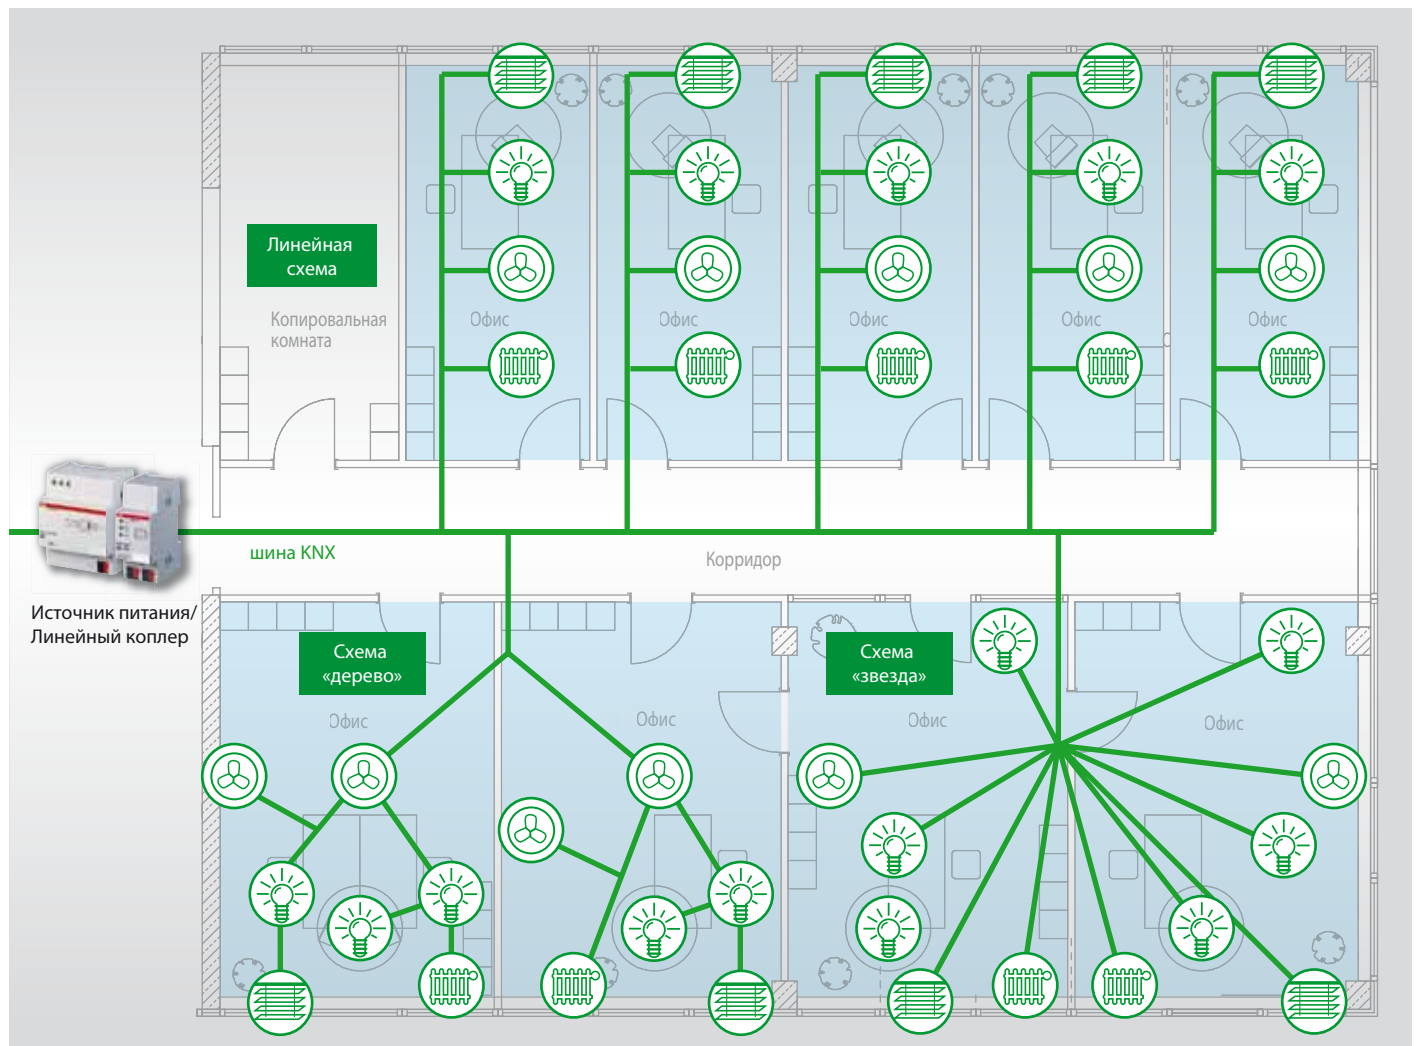 Линейная
схема
Копировальная
комната
Офис
Офис
Офис
Офис
Офис
шина KNX
Корридор
Источник питания/
Линейный коплер
Схема
«дерево»
Схема
«звезда»
Офис
Офис
Офис
Офис